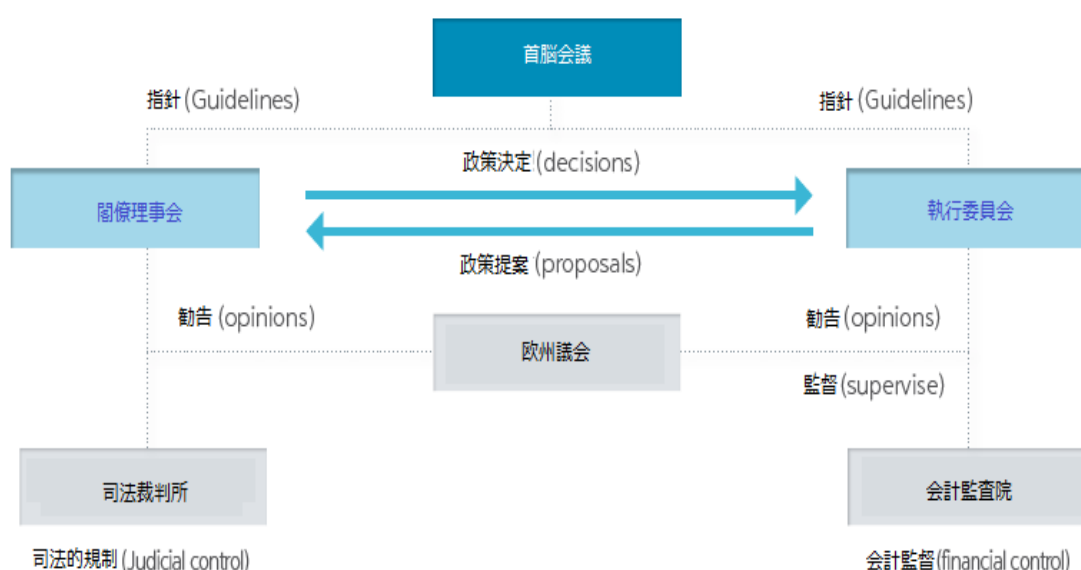 首脳会議
指針 (Guidelines)
指針 (Guidelines)
政策決定 (decisions)
閣僚理事会
執行委員会
政策提案 (proposals)
勧告 (opinions)
勧告 (opinions)
欧州議会
監督 (supervise)
司法裁判所
会計監査院
司法的規制 (Judicial control)
会計監督(financial control)